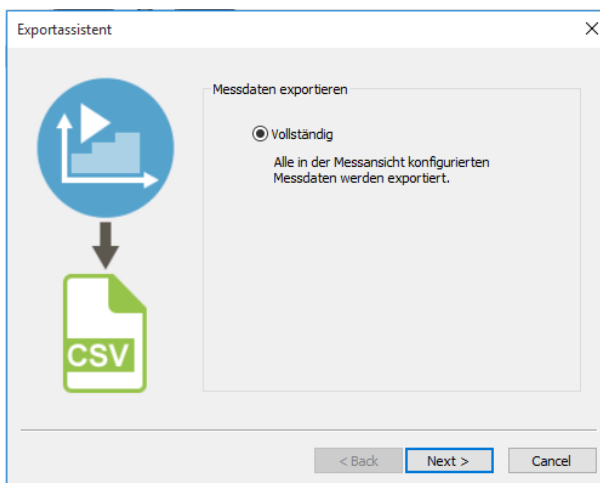 Exportassistent
Messdaten exportieren
Vollständig
Alle in der Messansicht konfigurierten
Messdaten werden exportiert.
CSV
< Back
Next >
Cancel